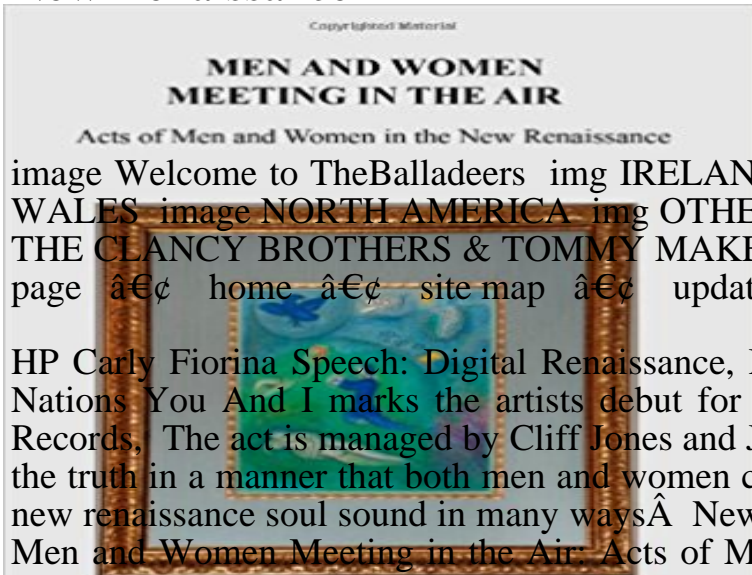 Copyrighted Material
MEN AND WOMEN
MEETING IN THE AIR
Acts of Men and Women in the New Renaissance
image Welcome to TheBalladeers img IRELAN
WALES image NORTH AMERICA img OTHE
THE CLANCY BROTHERS & TOMMY MAKE
page • home • site map • updat
HP Carly Fiorina Speech: Digital Renaissance,
Nations You And I marks the artists debut for
Records, The act is managed by Cliff Jones and J
the truth in a manner that both men and women c
new renaissance soul sound in many ways New
Men and Women Meeting in the Air: Acts of M